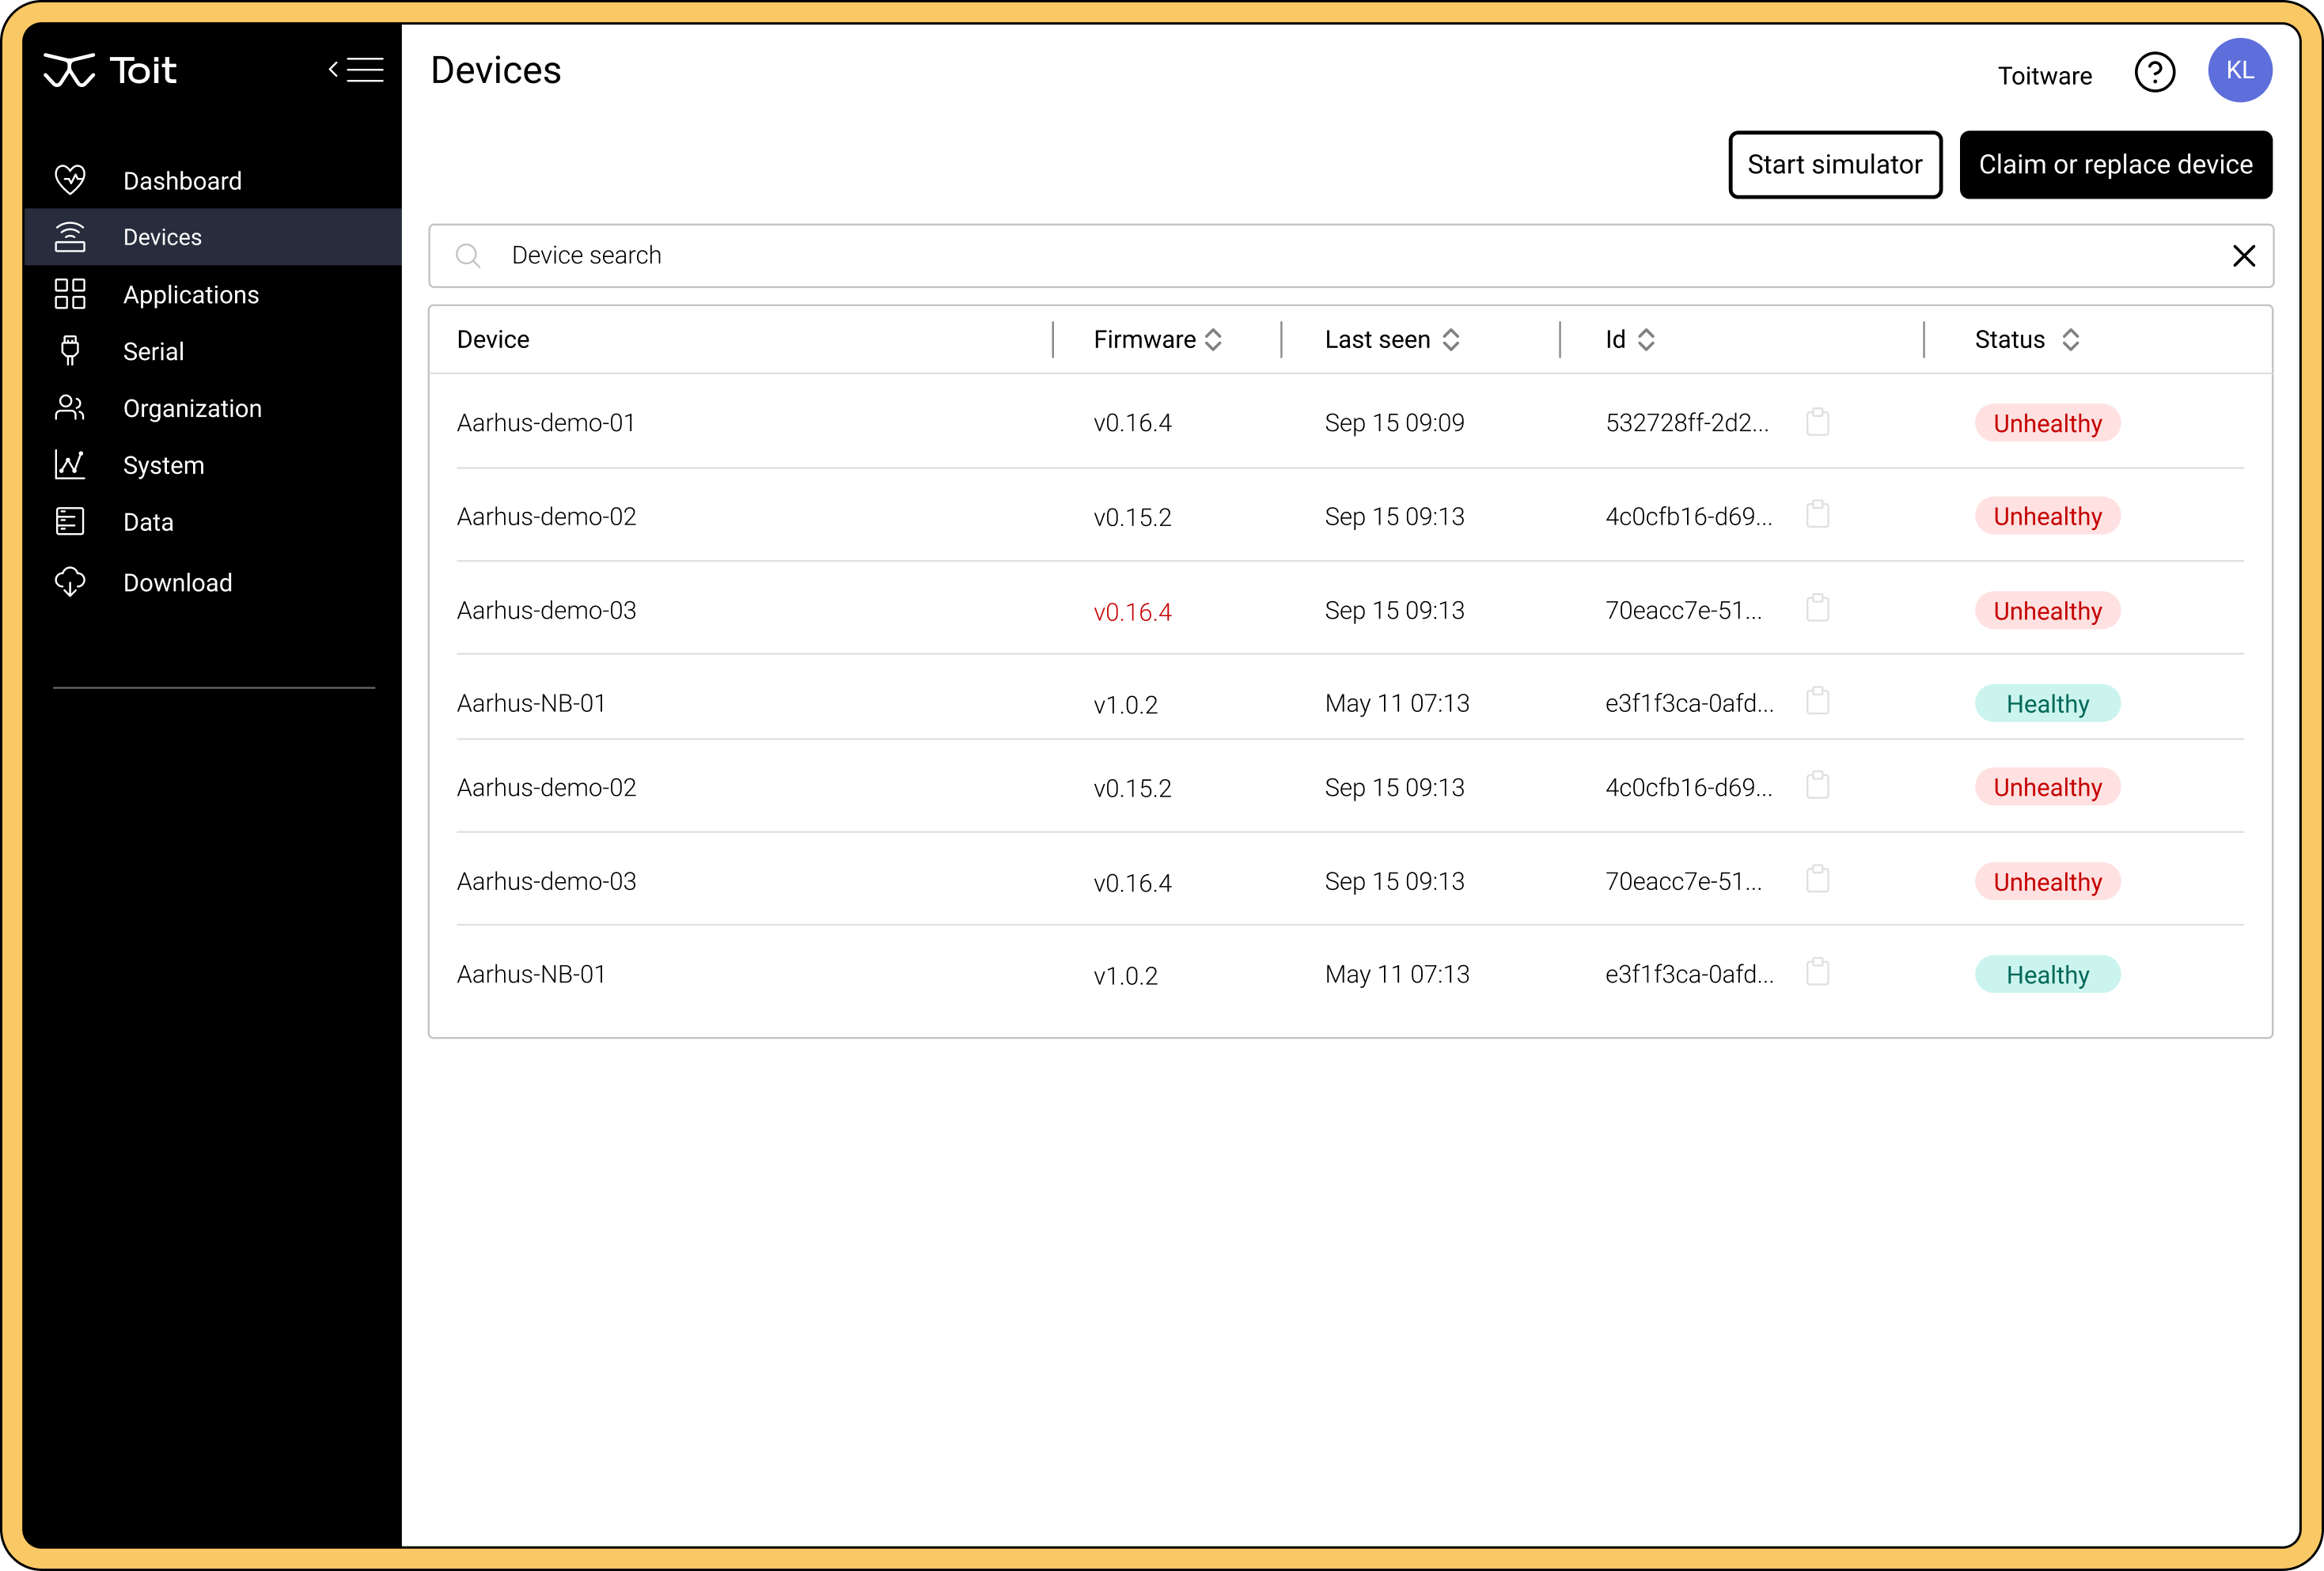 Toit
Devices
Toitware
KL
Start simulator
Claim or replace device
Dashboard
Devices
Applications
Serial
Organization
System
Data
Download
Device search
Device Firmware Last seen Id Status
Aarhus-demo-01 v0.16.4 Sep 15 09:09 532728ff-2d2... Unhealthy
Aarhus-demo-02 v0.15.2 Sep 15 09:13 4c0cfb16-d69... Unhealthy
Aarhus-demo-03 v0.16.4 Sep 15 09:13 70eacc7e-51... Unhealthy
Aarhus-NB-01 v1.0.2 May 11 07:13 e3f1f3ca-0afd... Healthy
Aarhus-demo-02 v0.15.2 Sep 15 09:13 4c0cfb16-d69... Unhealthy
Aarhus-demo-03 v0.16.4 Sep 15 09:13 70eacc7e-51... Unhealthy
Aarhus-NB-01 v1.0.2 May 11 07:13 e3f1f3ca-0afd... Healthy